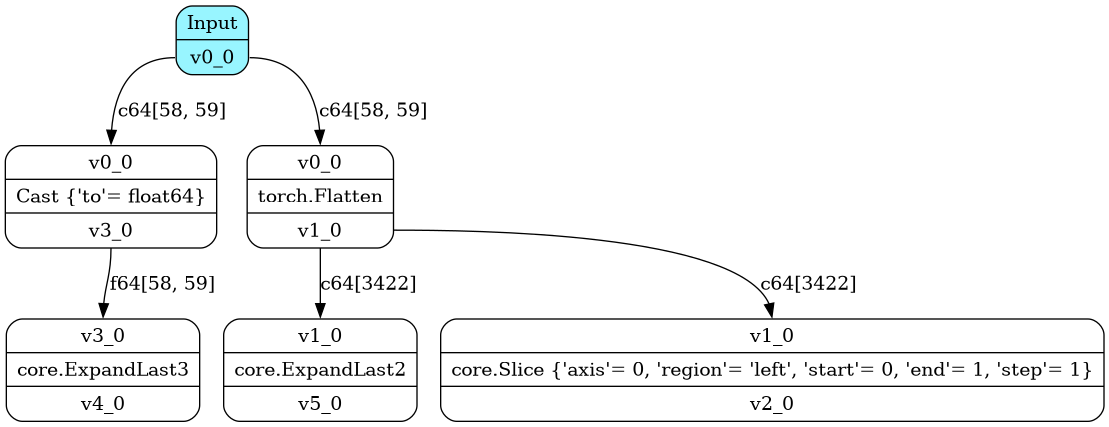 Input
v0_0
c64[58, 59]
c64[58, 59]
v0_0
Cast {'to'= float64}
v3_0
v0_0
torch.Flatten
v1_0
f64[58, 59]
c64[3422]
c64[3422]
v3_0
core.ExpandLast3
v4_0
v1_0
core.ExpandLast2
v5_0
v1_0
core.Slice {'axis'= 0, 'region'= 'left', 'start'= 0, 'end'= 1, 'step'= 1}
v2_0